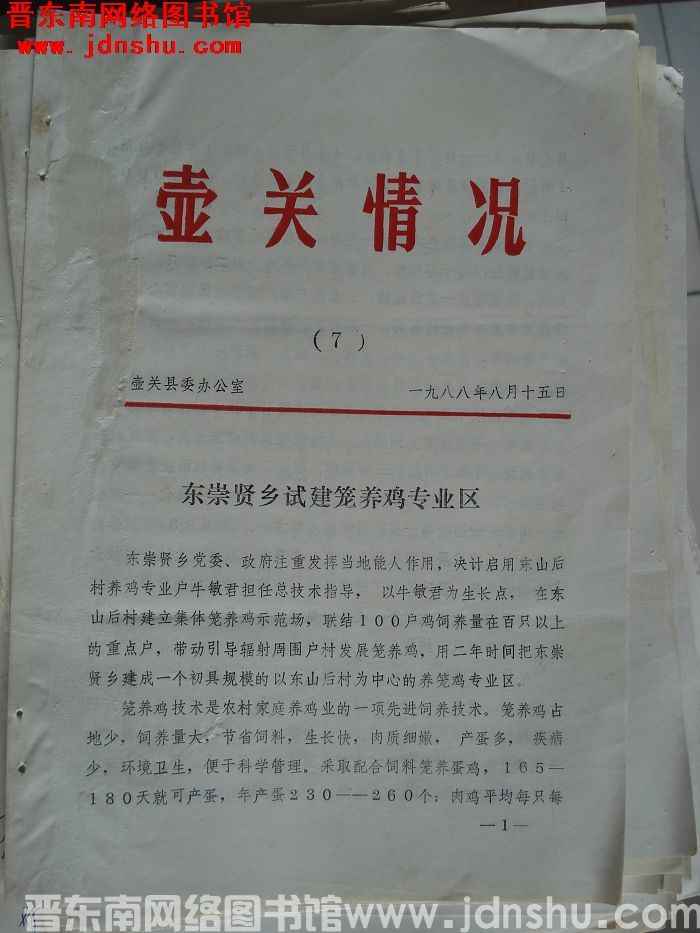 晋东南网络图书馆
www.jdnshu.com
壶关情况
（7）
壶关县委办公室 一九八八年八月十五日
东崇贤乡试建笼养鸡专业区
东崇贤乡党委、政府注重发挥当地能人作用，决计启用东山后
村养鸡专业户牛敏君担任总技术指导，以牛敏君为生长点，在东
山后村建立集体笼养鸡示范场，联结100户鸡饲养量在百只以上
的重点户，带动引导辐射周围户村发展笼养鸡，用二年时间把东崇
贤乡建成一个初具规模的以东山后村为中心的养笼鸡专业区。
笼养鸡技术是农村家庭养鸡业的一项先进饲养技术。笼养鸡占
地少，饲养量大，节省饲料，生长快，肉质细嫩，产蛋多，疾病
少，环境卫生，便于科学管理。采取配合饲料笼养蛋鸡，165—
180天就可产蛋，年产蛋230——260个；肉鸡平均每只每
—1—
晋东南网络图书馆www.jdnshu.com